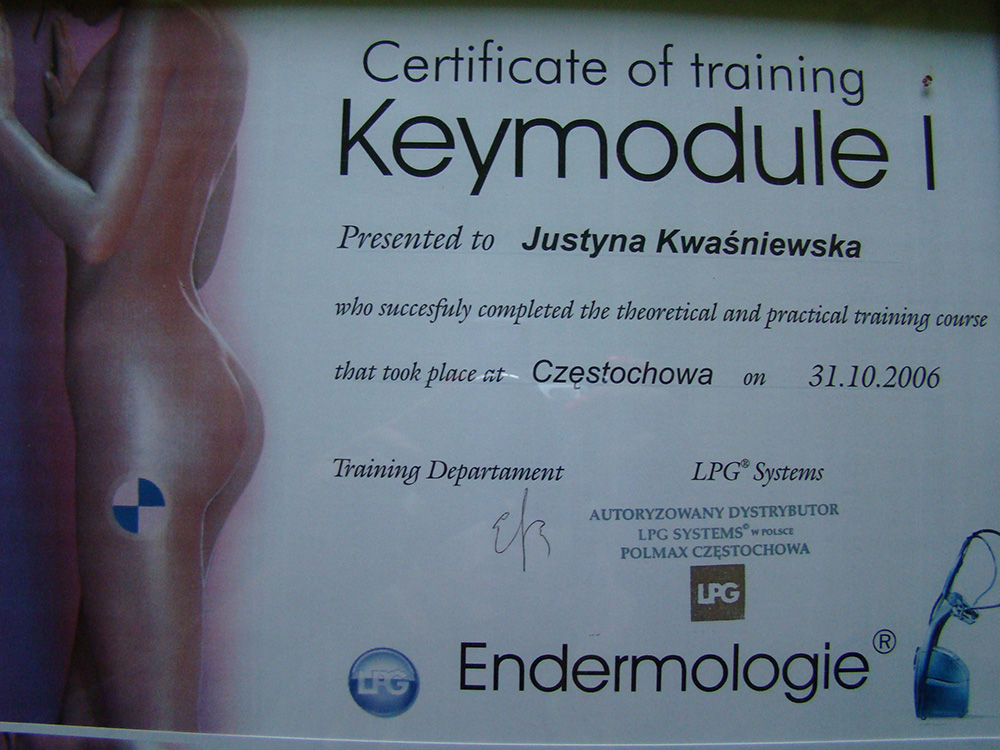 Certificate of training
Keymodule I
Presented to Justyna Kwaśniewska
who succesfuly completed the theoretical and practical training course
that took place at Częstochowa on 31.10.2006
Training Departament LPG® Systems
AUTORYZOWANY DYSTRYBUTOR
LPG SYSTEMS® W POLSCE
POLMAX CZĘSTOCHOWA
LPG
LPG Endermologie®